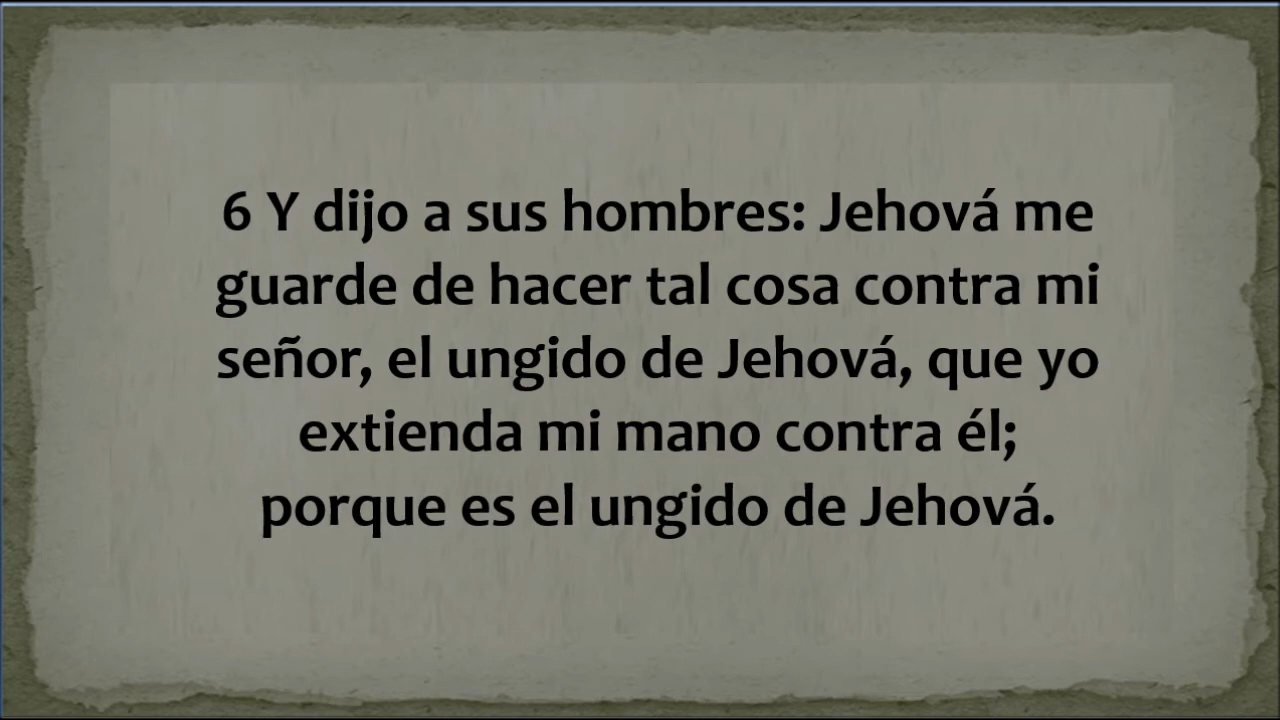 6 Y dijo a sus hombres: Jehová me
guarde de hacer tal cosa contra mi
señor, el ungido de Jehová, que yo
extienda mi mano contra él;
porque es el ungido de Jehová.